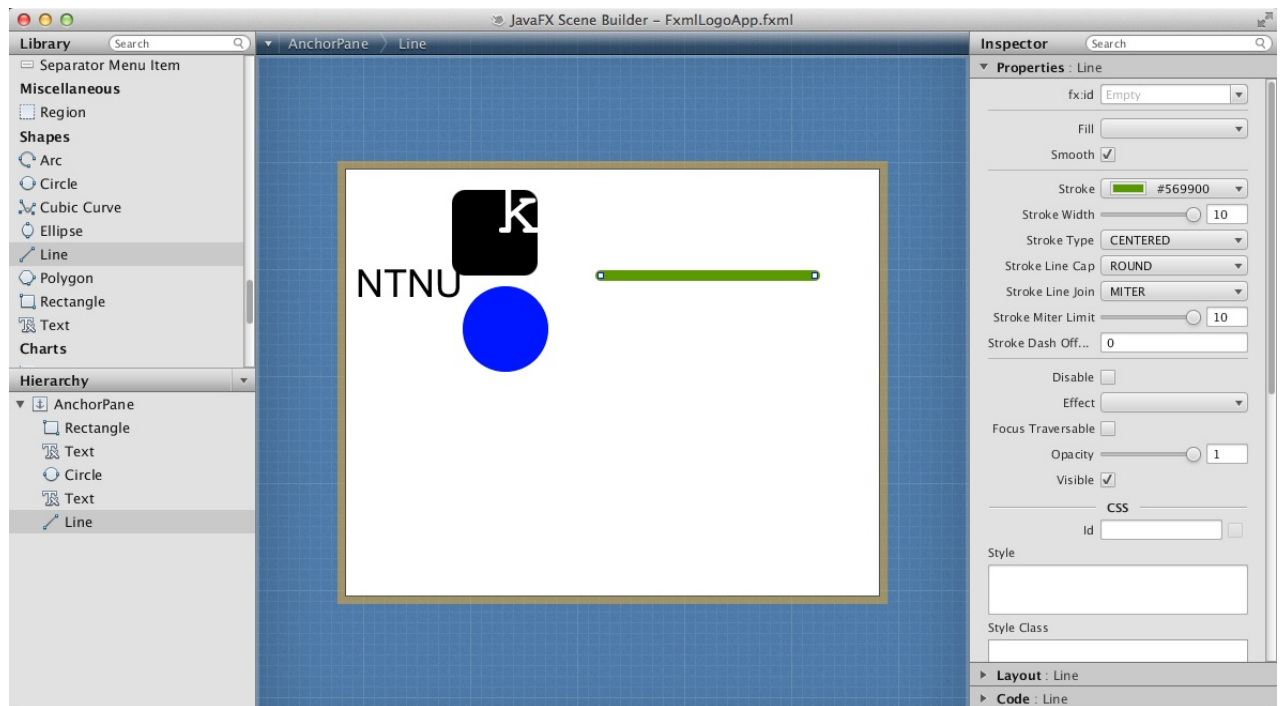 JavaFX Scene Builder – FxmlLogoApp.fxml
Library
Search
Separator Menu Item
Miscellaneous
Region
Shapes
Arc
Circle
Cubic Curve
Ellipse
Line
Polygon
Rectangle
Text
Charts
Hierarchy
AnchorPane
Rectangle
Text
Circle
Text
Line
AnchorPane
Line
k
NTNU
Inspector
Search
Properties : Line
fx:id Empty
Fill
Smooth
Stroke #569900
Stroke Width 10
Stroke Type CENTERED
Stroke Line Cap ROUND
Stroke Line Join MITER
Stroke Miter Limit 10
Stroke Dash Off... 0
Disable
Effect
Focus Traversable
Opacity 1
Visible
CSS
Id
Style
Style Class
Layout : Line
Code : Line